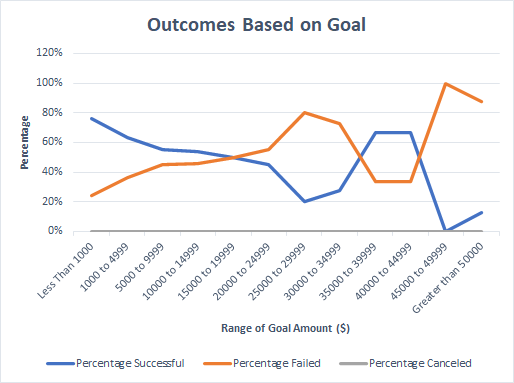 Outcomes Based on Goal
120%
100%
80%
60%
40%
20%
0%
Percentage
Less Than 1000
1000 to 4999
5000 to 9999
10000 to 14999
15000 to 19999
20000 to 24999
25000 to 29999
30000 to 34999
35000 to 39999
40000 to 44999
45000 to 49999
Greater than 50000
Range of Goal Amount ($)
Percentage Successful
Percentage Failed
Percentage Canceled